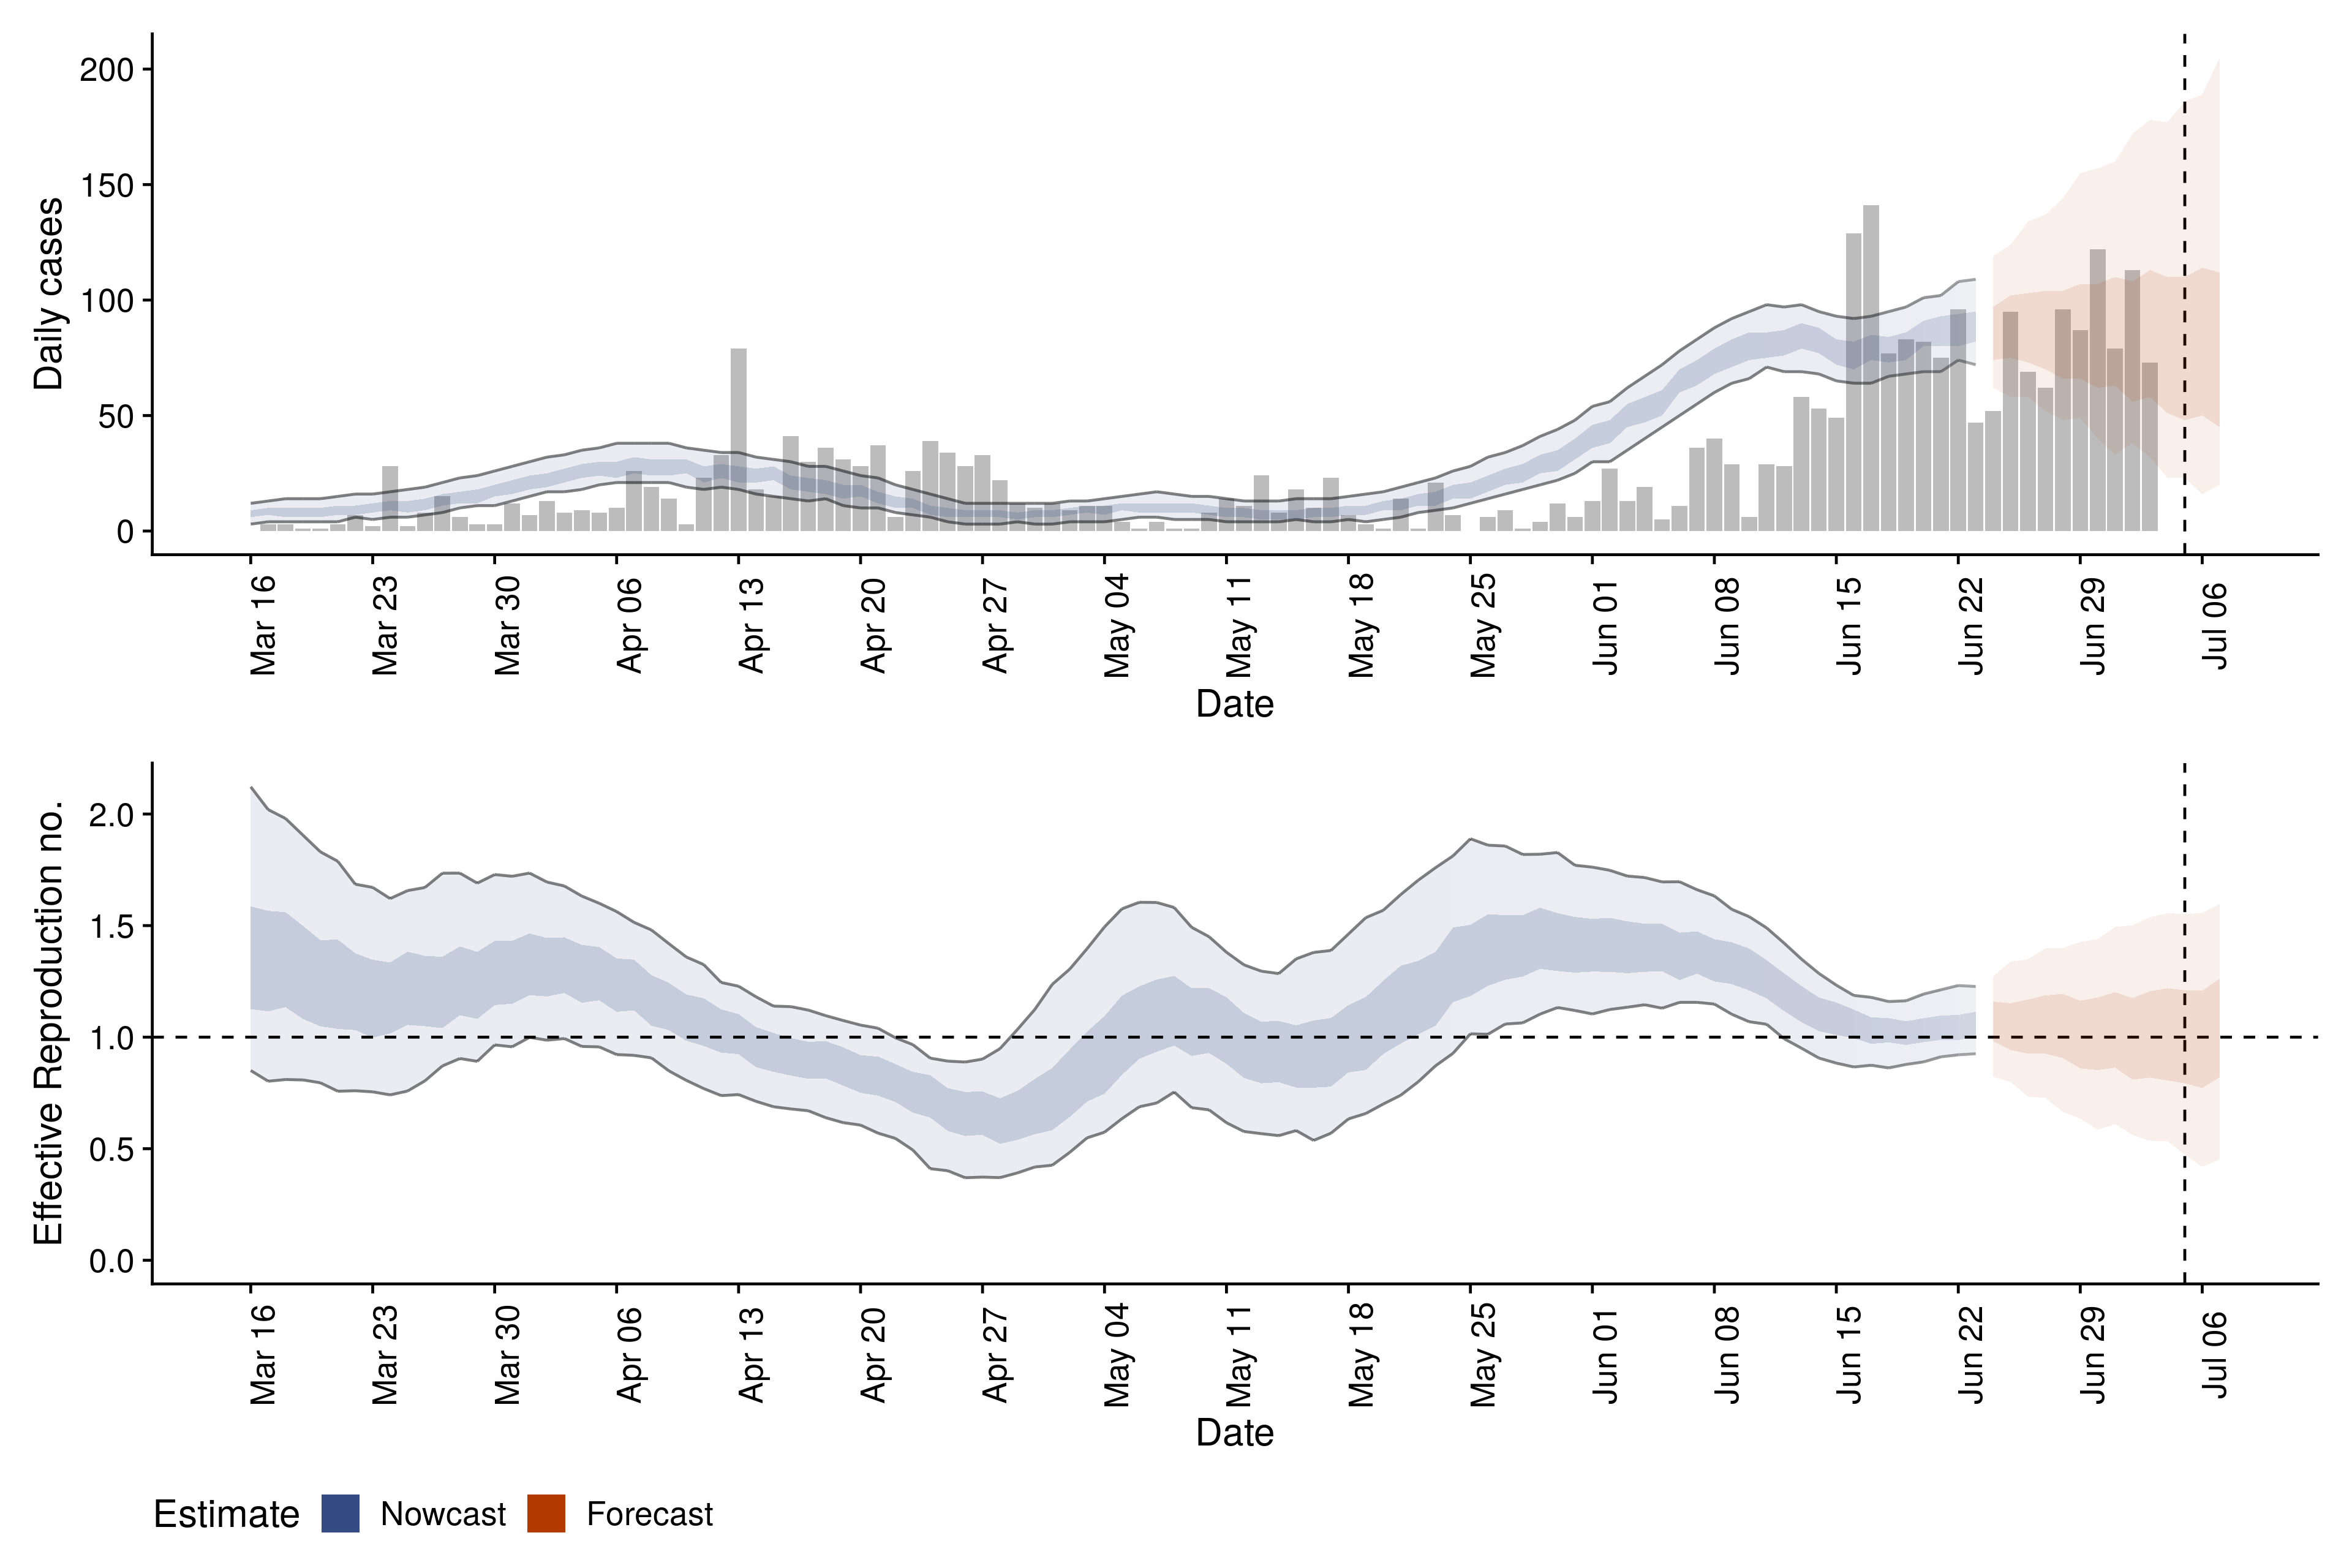 Daily cases
200
150
100
50
0
Mar 16
Mar 23
Mar 30
Apr 06
Apr 13
Apr 20
Apr 27
May 04
May 11
May 18
May 25
Jun 01
Jun 08
Jun 15
Jun 22
Jun 29
Jul 06
Date
Effective Reproduction no.
2.0
1.5
1.0
0.5
0.0
Mar 16
Mar 23
Mar 30
Apr 06
Apr 13
Apr 20
Apr 27
May 04
May 11
May 18
May 25
Jun 01
Jun 08
Jun 15
Jun 22
Jun 29
Jul 06
Date
Estimate Nowcast Forecast